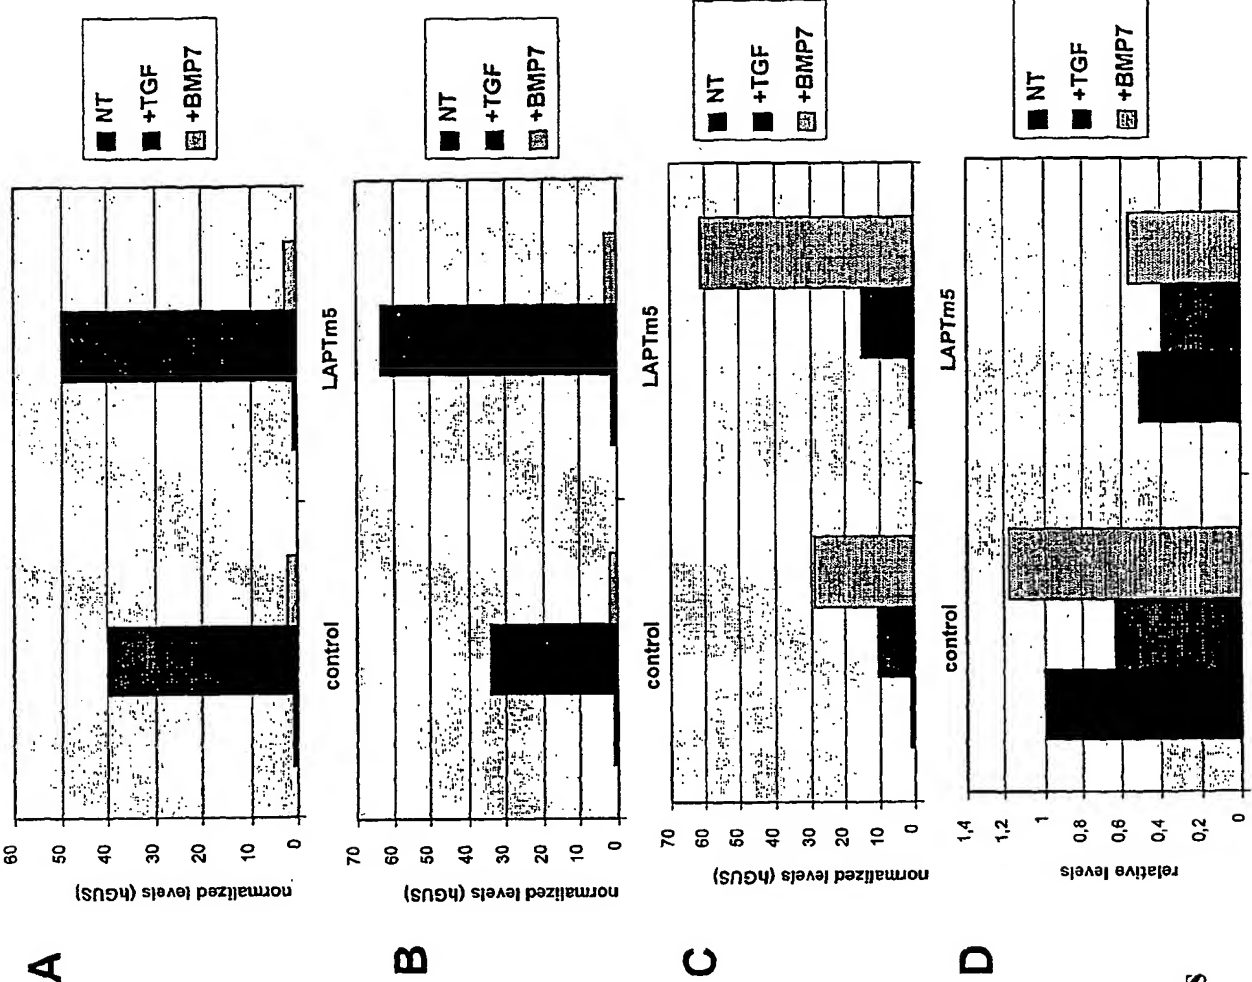 A
normalized levels (hGUS)
60
50
40
30
20
10
0
control
LAPTm5
NT
+TGF
+BMP7
B
normalized levels (hGUS)
70
60
50
40
30
20
10
0
control
LAPTm5
NT
+TGF
+BMP7
C
normalized levels (hGUS)
70
60
50
40
30
20
10
0
control
LAPTm5
NT
+TGF
+BMP7
D
relative levels
1,4
1,2
1
0,8
0,6
0,4
0,2
0
control
LAPTm5
NT
+TGF
+BMP7